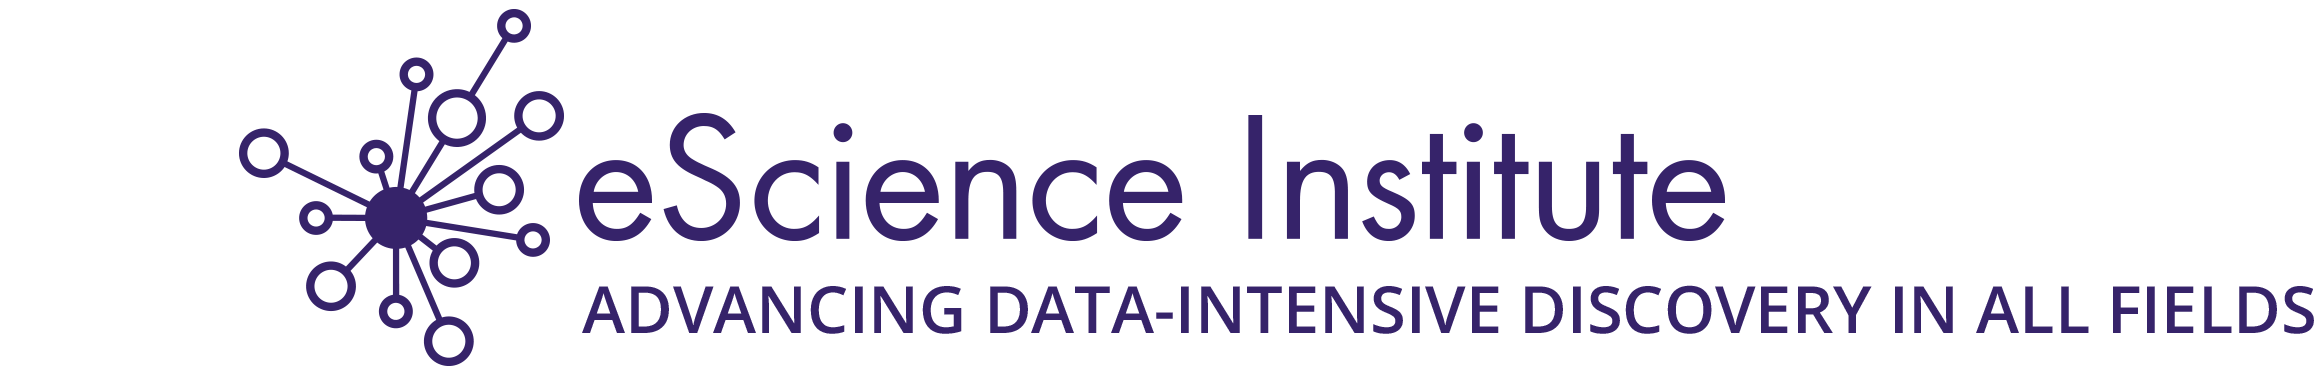 eScience Institute
ADVANCING DATA-INTENSIVE DISCOVERY IN ALL FIELDS